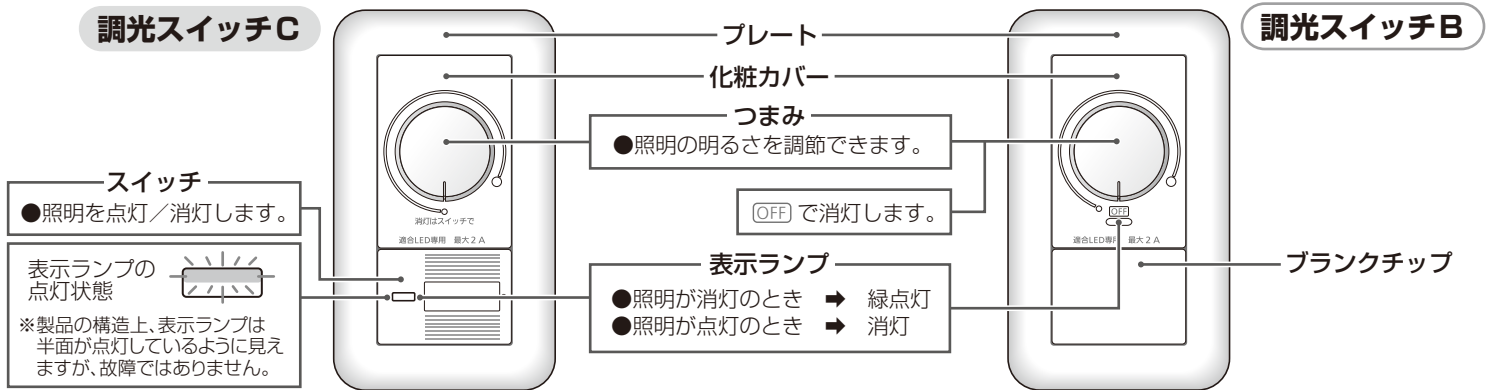 調光スイッチC
プレート
調光スイッチB
化粧カバー
つまみ
●照明の明るさを調節できます。
スイッチ
●照明を点灯／消灯します。
消灯はスイッチで
適合LED専用 最大2A
OFF で消灯します。
OFF
適合LED専用 最大2A
表示ランプの
点灯状態
※製品の構造上、表示ランプは
半面が点灯しているように見え
ますが、故障ではありません。
表示ランプ
●照明が消灯のとき ➡ 緑点灯
●照明が点灯のとき ➡ 消灯
ブランクチップ